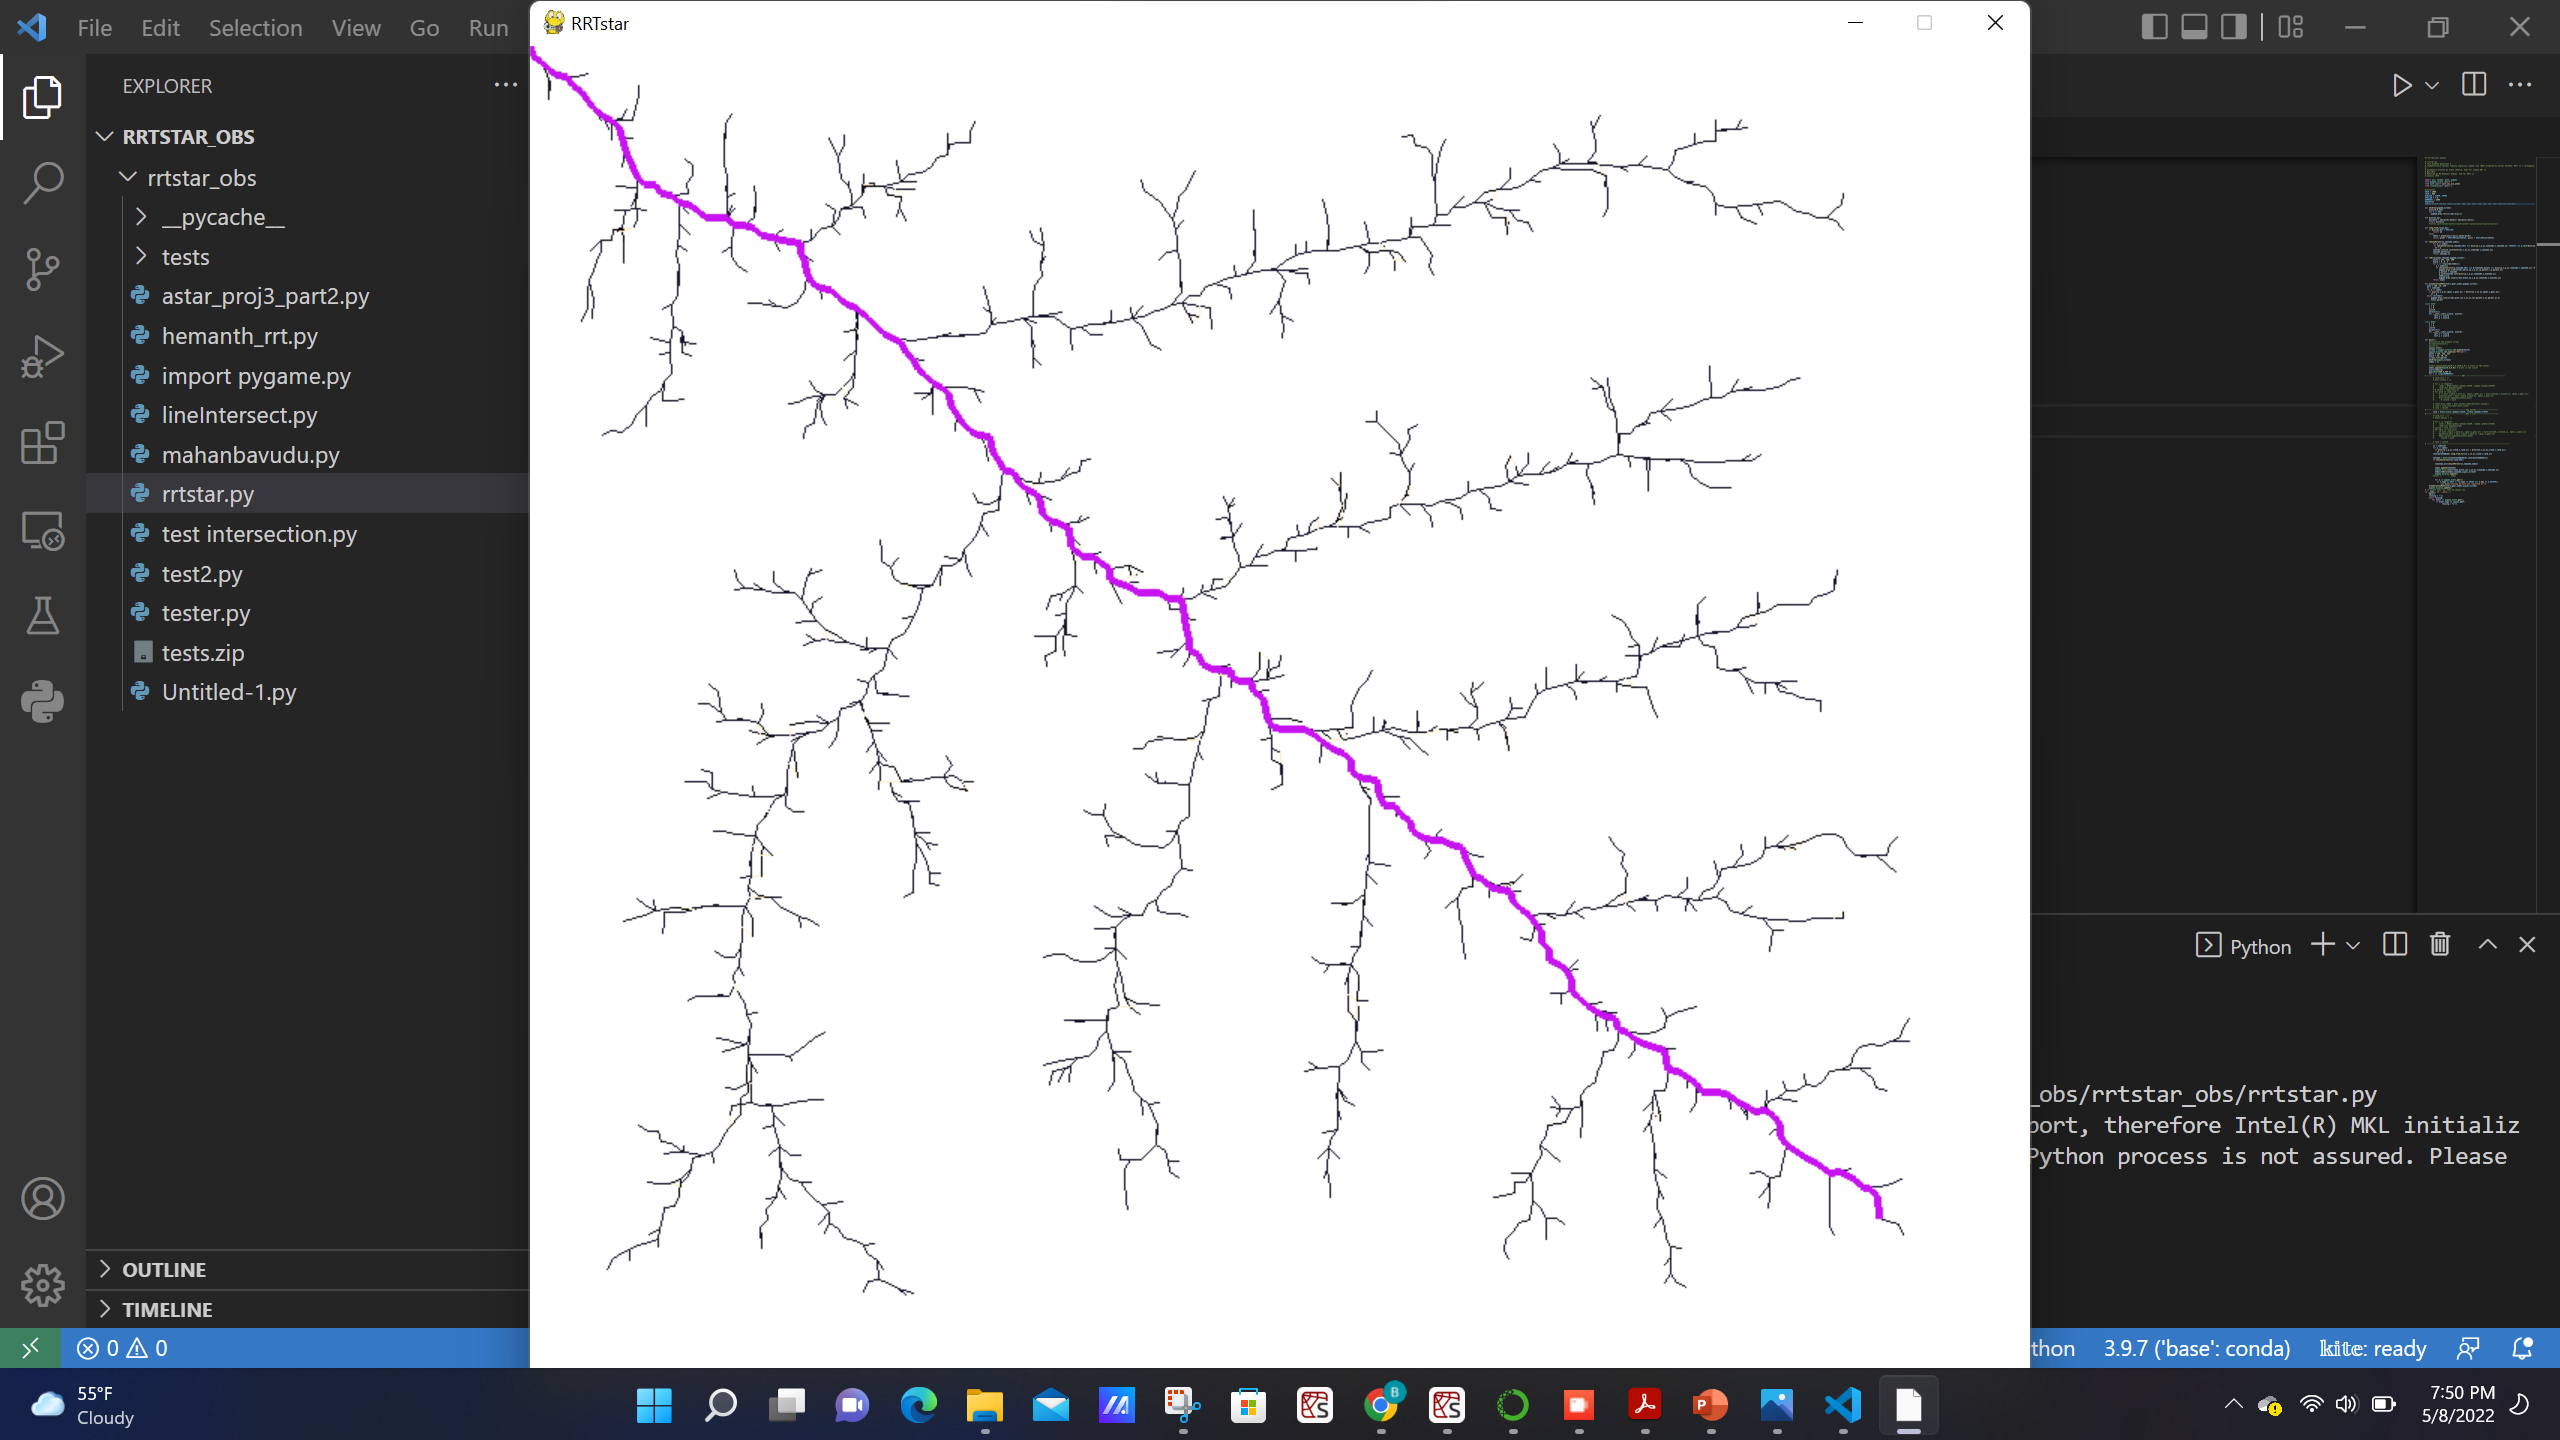 File Edit Selection View Go Run
RRTstar
EXPLORER
RRTSTAR_OBS
rrtstar_obs
__pycache__
tests
astar_proj3_part2.py
hemanth_rrt.py
import pygame.py
lineIntersect.py
mahanbavudu.py
rrtstar.py
test intersection.py
test2.py
tester.py
tests.zip
Untitled-1.py
OUTLINE
TIMELINE
Python
_obs/rrtstar_obs/rrtstar.py
port, therefore Intel(R) MKL initializ
Python process is not assured. Please
0 0
thon 3.9.7 ('base': conda) kite: ready
55°F
Cloudy
7:50 PM
5/8/2022